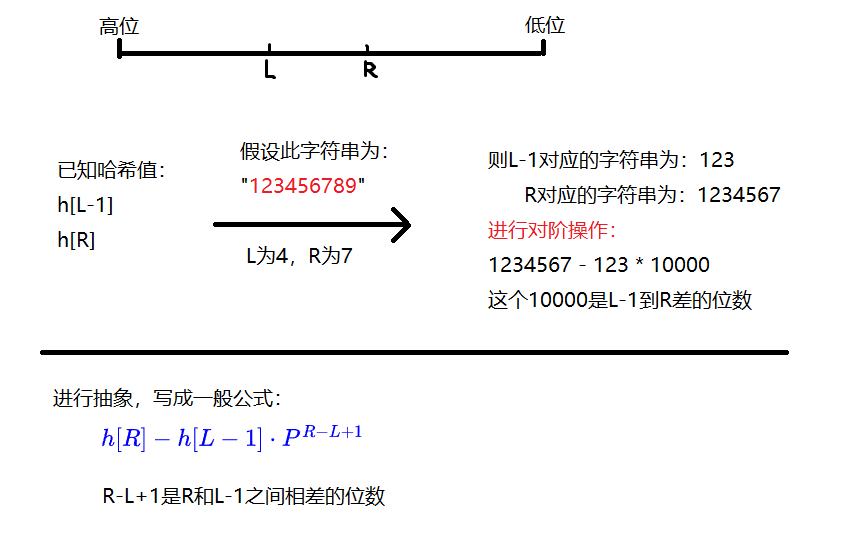 高位
低位
L
R
已知哈希值：
h[L-1]
h[R]
假设此字符串为：
"123456789"
L为4，R为7
则L-1对应的字符串为：123
R对应的字符串为：1234567
进行对阶操作：
1234567 - 123 * 10000
这个10000是L-1到R差的位数
进行抽象，写成一般公式：
h[R] − h[L − 1] · P^{R−L+1}
R-L+1是R和L-1之间相差的位数